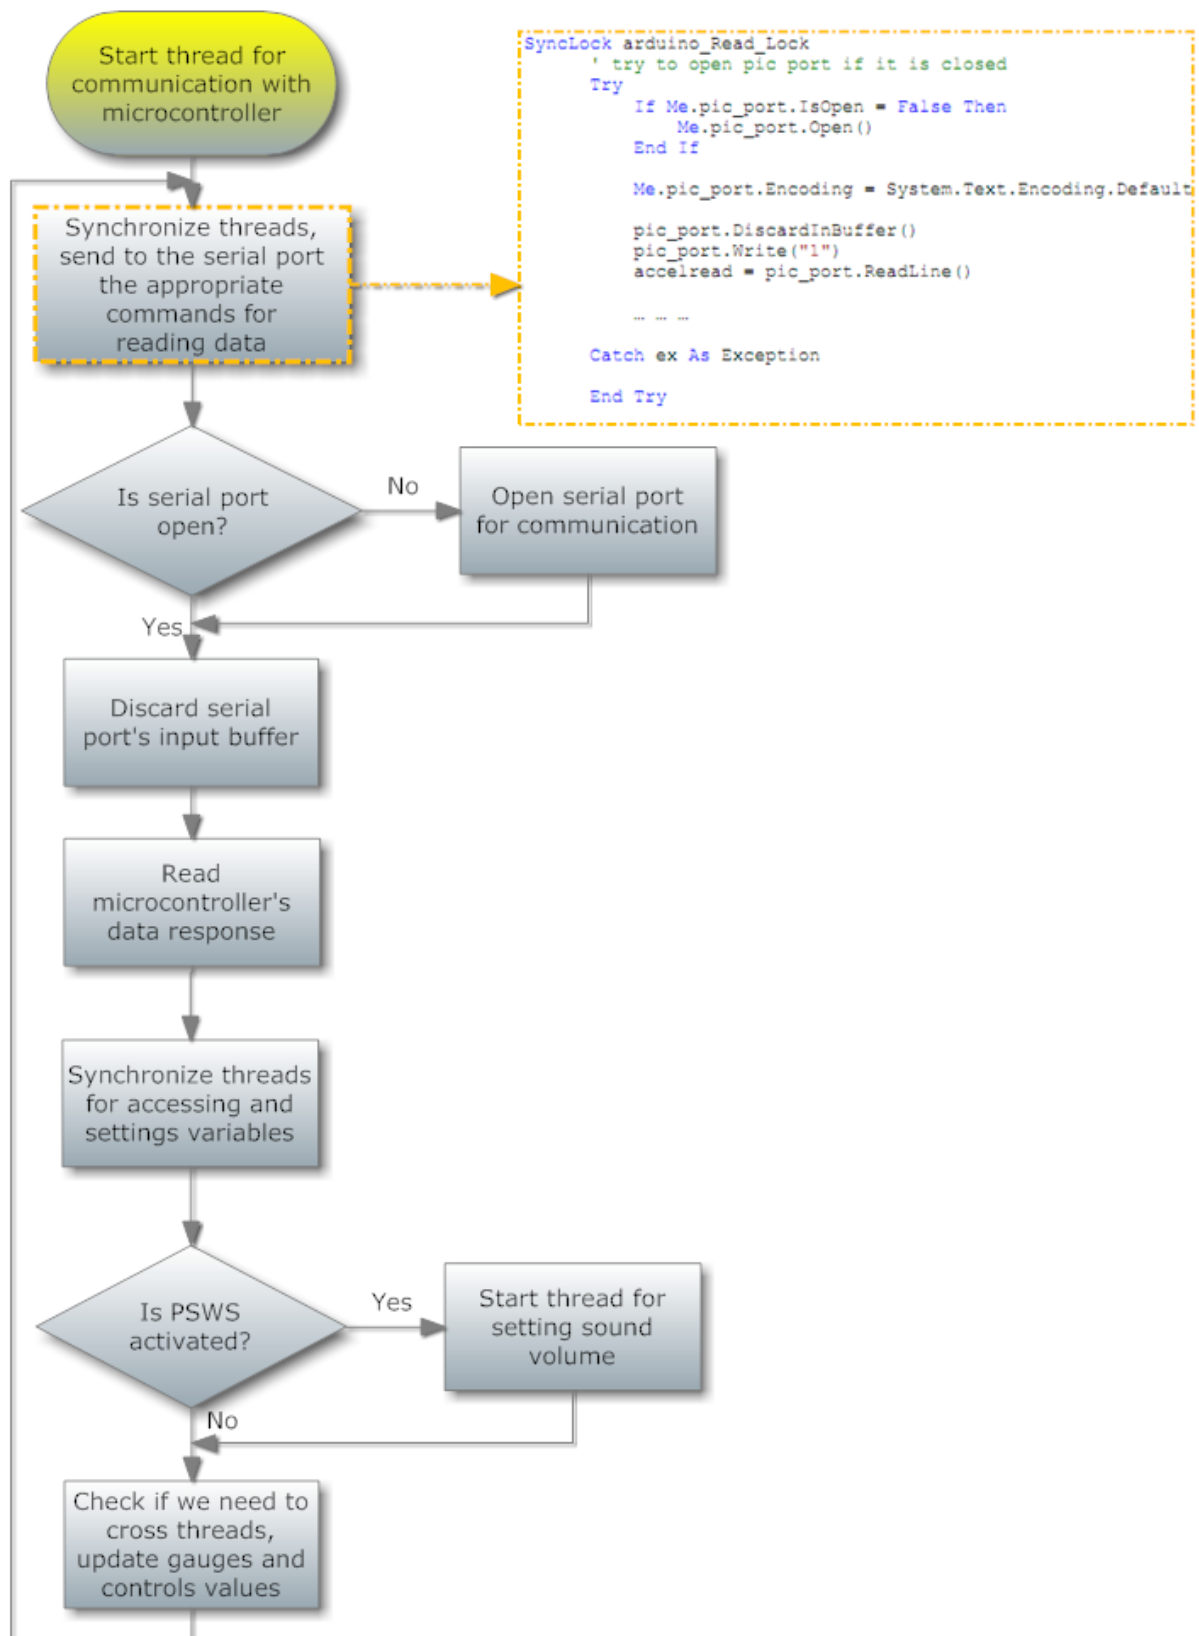 Start thread for
communication with
microcontroller
SyncLock arduino_Read_Lock
' try to open pic port if it is closed
Try
If Me.pic_port.IsOpen = False Then
Me.pic_port.Open()
End If
Me.pic_port.Encoding = System.Text.Encoding.Default
pic_port.DiscardInBuffer()
pic_port.Write("1")
accelread = pic_port.ReadLine()
… … …
Catch ex As Exception
End Try
Synchronize threads,
send to the serial port
the appropriate
commands for
reading data
Is serial port
open?
No
Open serial port
for communication
Yes
Discard serial
port's input buffer
Read
microcontroller's
data response
Synchronize threads
for accessing and
settings variables
Is PSWS
activated?
Yes
Start thread for
setting sound
volume
No
Check if we need to
cross threads,
update gauges and
controls values